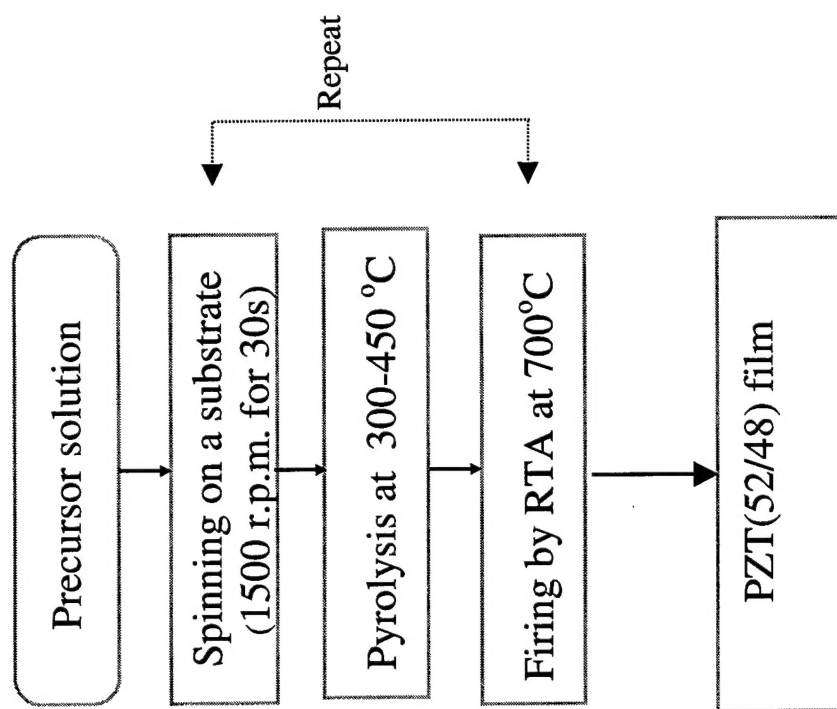 Precursor solution
Spinning on a substrate
(1500 r.p.m. for 30s)
Pyrolysis at 300-450 °C
Firing by RTA at 700°C
PZT(52/48) film
Repeat